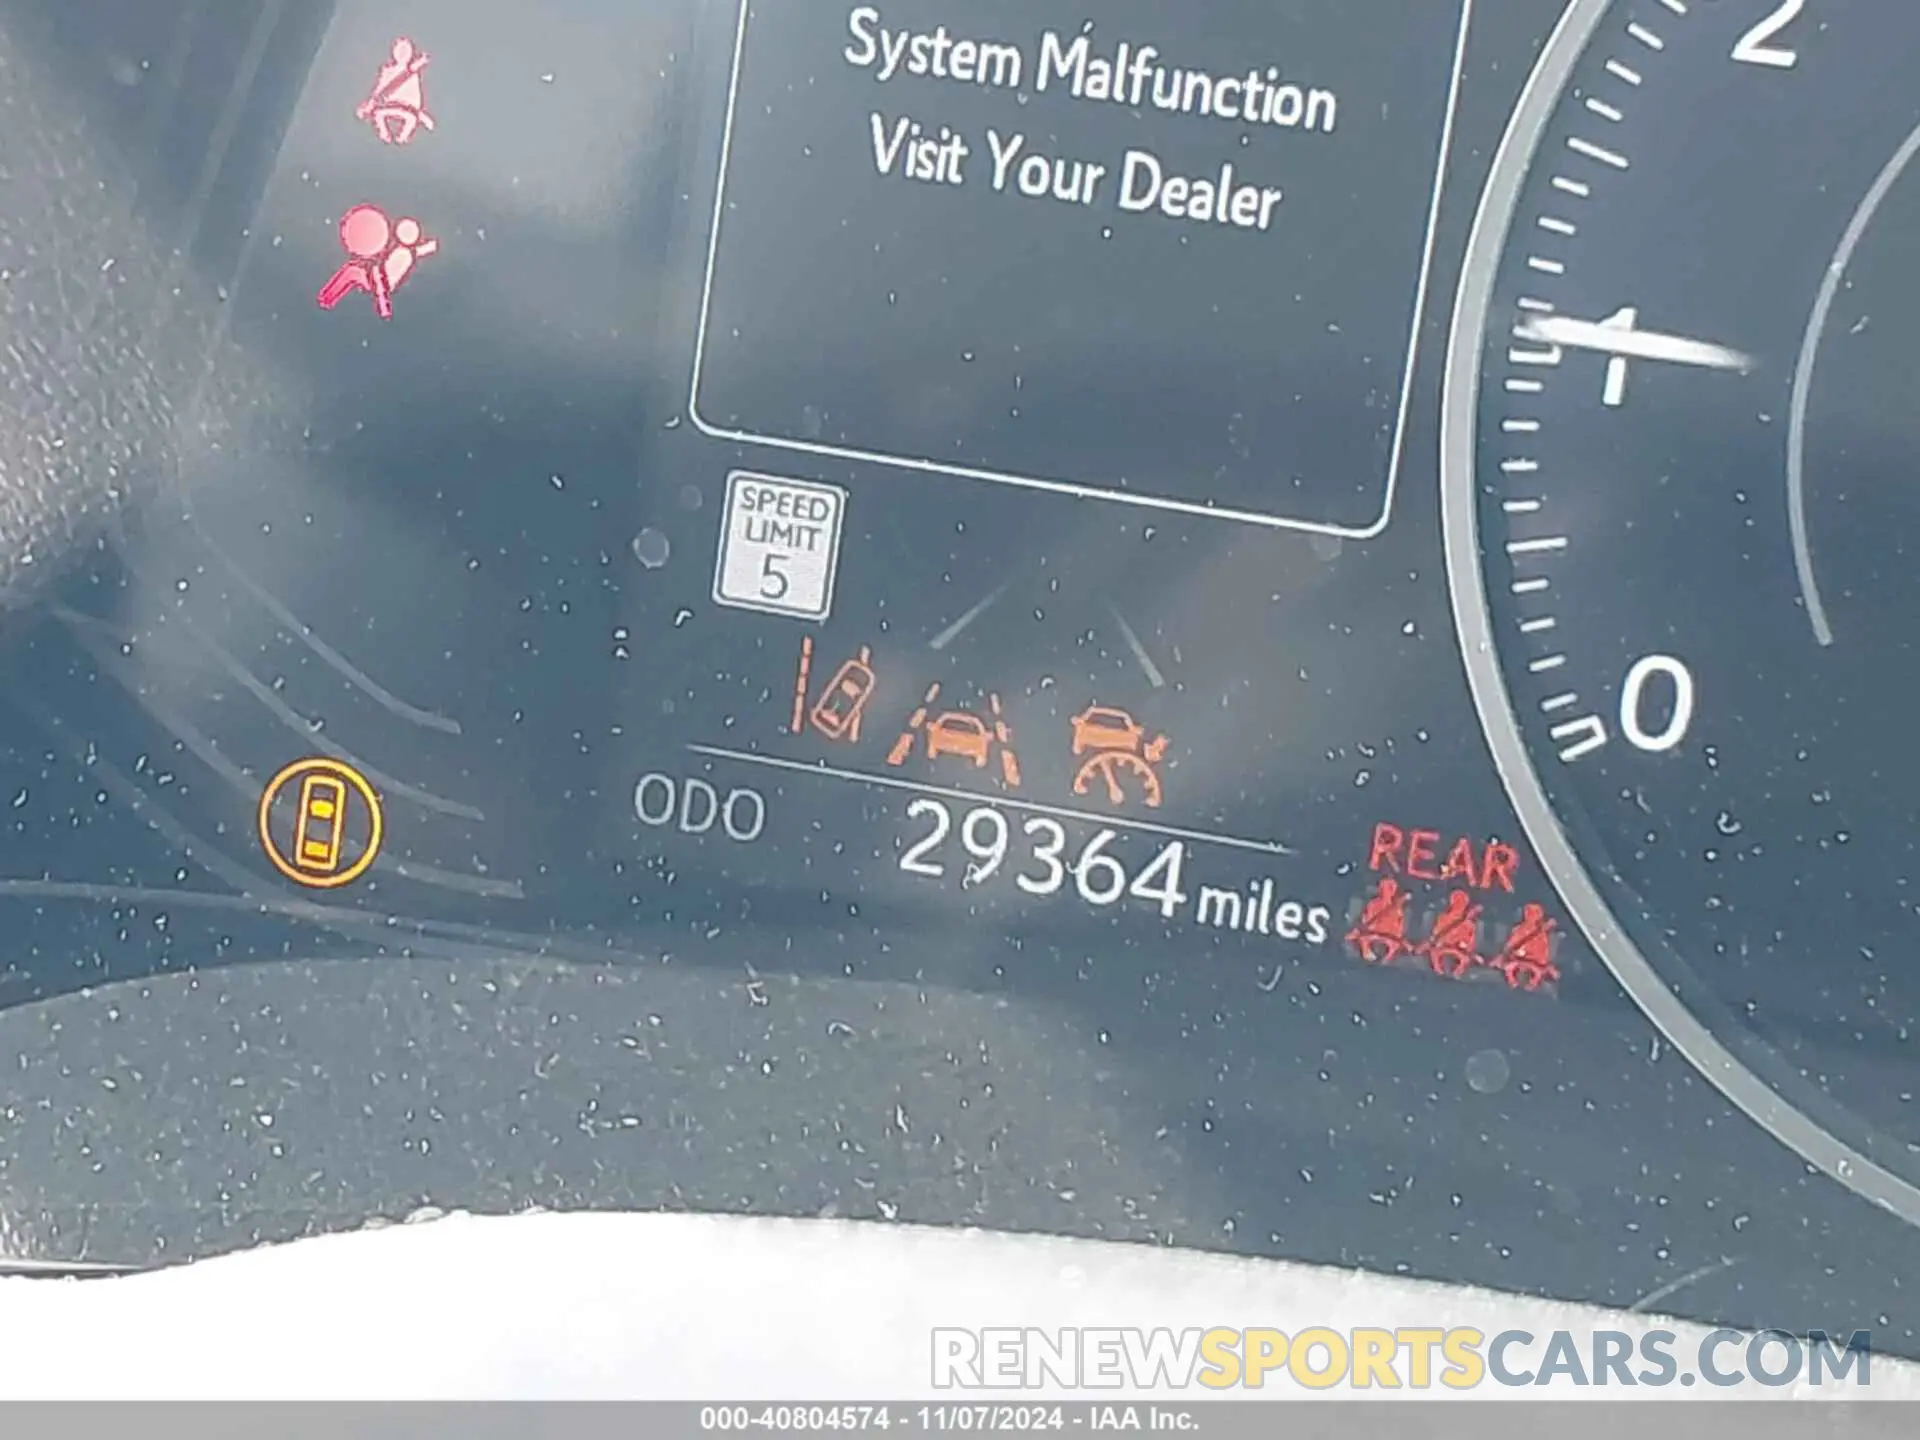 System Malfunction
Visit Your Dealer
2
1
0
SPEED
LIMIT
5
ODO 29364 miles
REAR
RENEWSPORTSCARS.COM
000-40804574 - 11/07/2024 - IAA Inc.